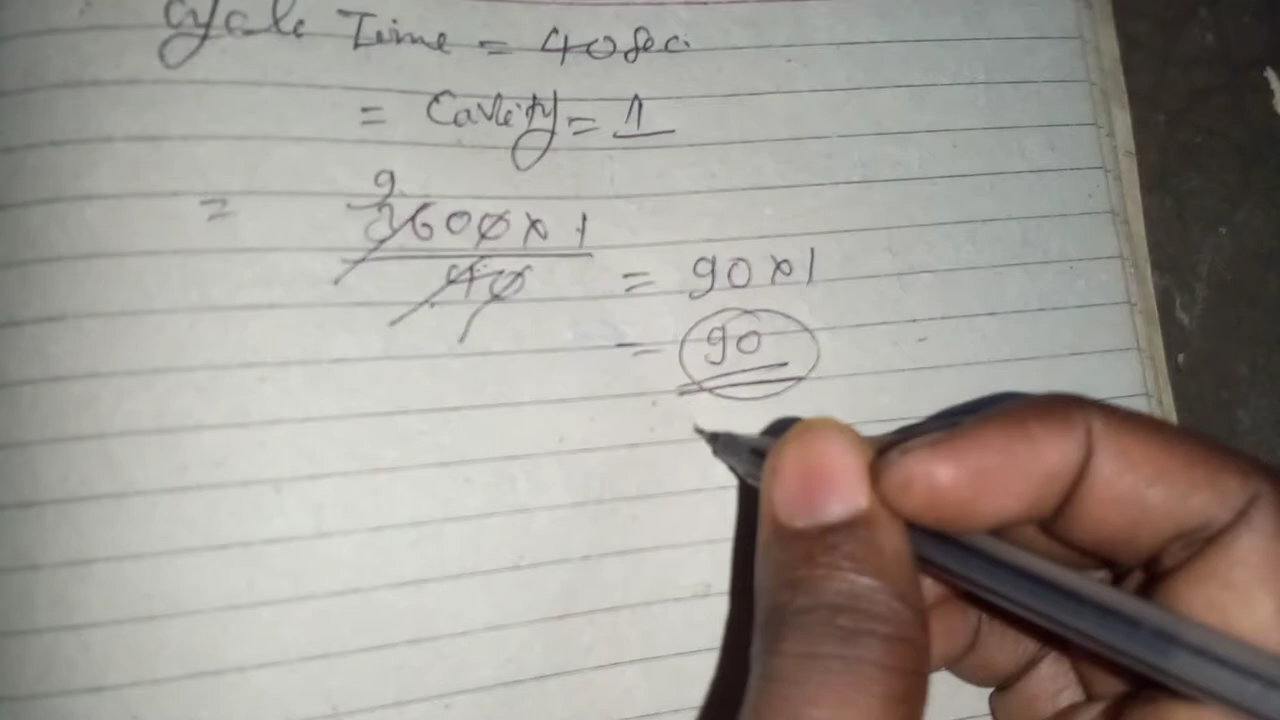 Cycle Time = 40 Sec.
= Cavity = 1
9
= 3600 x 1
40
= 90 x 1
= 90